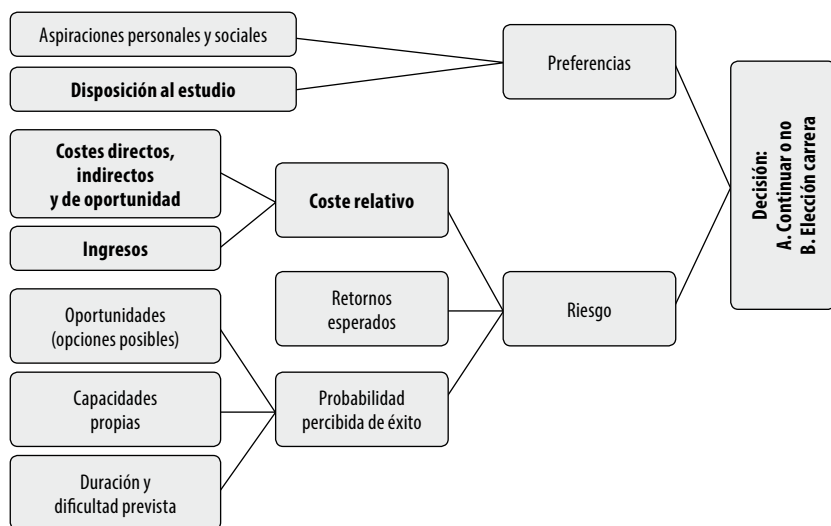 Aspiraciones personales y sociales
Disposición al estudio
Preferencias
Costes directos,
indirectos
y de oportunidad
Ingresos
Coste relativo
Retornos
esperados
Riesgo
Oportunidades
(opciones posibles)
Capacidades
propias
Duración y
dificultad prevista
Probabilidad
percibida de éxito
Decisión:
A. Continuar o no
B. Elección carrera